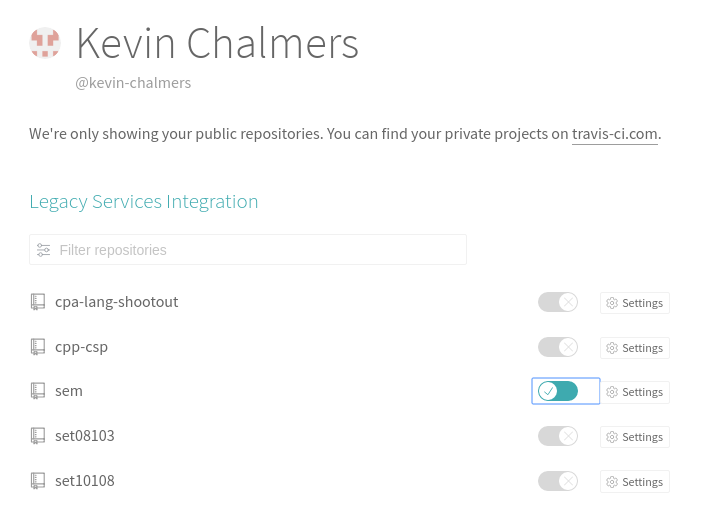 Kevin Chalmers
@kevin-chalmers
We're only showing your public repositories. You can find your private projects on travis-ci.com.
Legacy Services Integration
Filter repositories
cpa-lang-shootout Settings
cpp-csp Settings
sem Settings
set08103 Settings
set10108 Settings